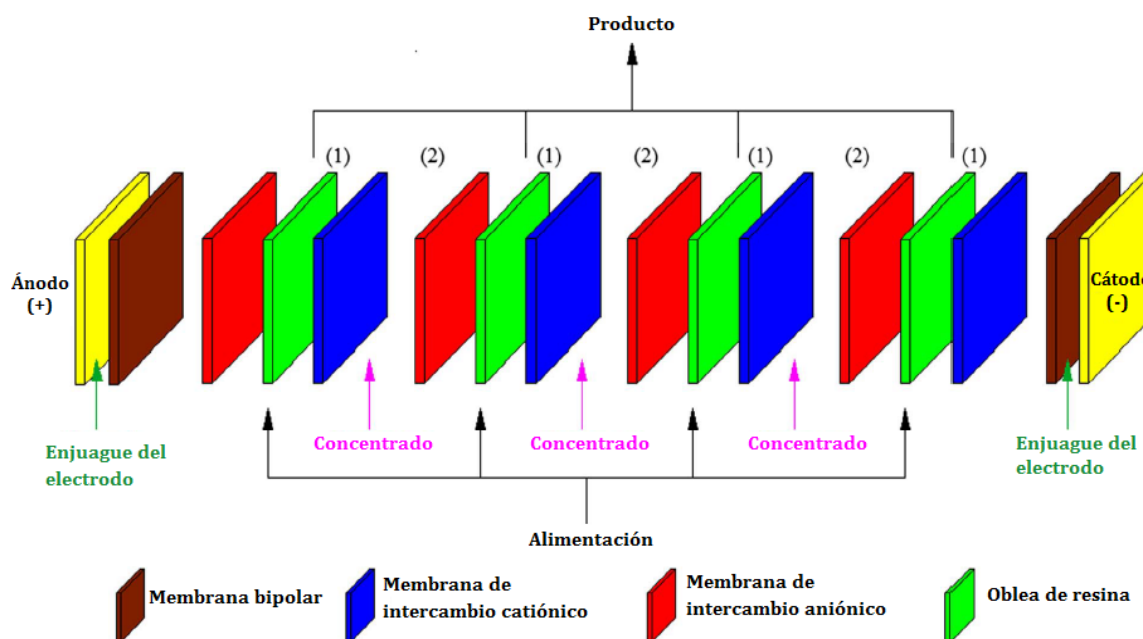 Producto
(1)
(2)
(1)
(2)
(1)
(2)
(1)
Ánodo
(+)
Cátodo
(-)
Enjuague del
electrodo
Concentrado
Concentrado
Concentrado
Enjuague del
electrodo
Alimentación
Membrana bipolar
Membrana de
intercambio catiónico
Membrana de
intercambio aniónico
Oblea de resina